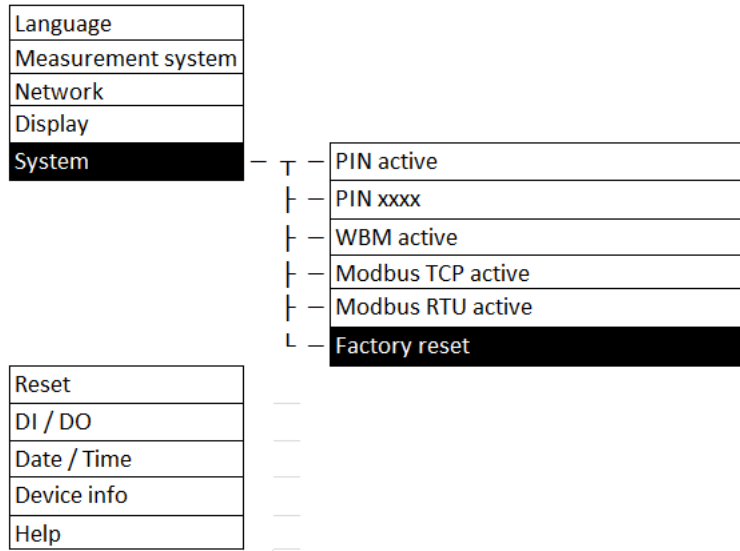 Language
Measurement system
Network
Display
System
PIN active
PIN xxxx
WBM active
Modbus TCP active
Modbus RTU active
Factory reset
Reset
DI / DO
Date / Time
Device info
Help